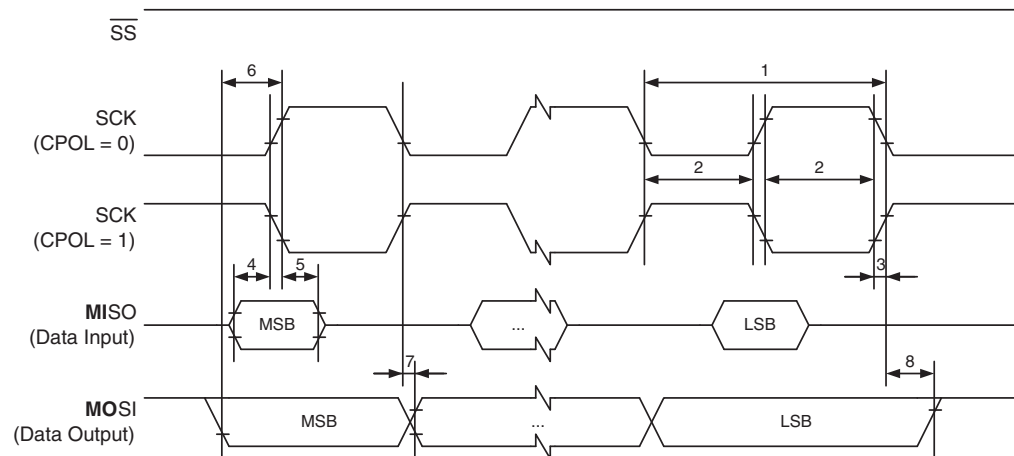 SS
6
1
SCK
(CPOL = 0)
2
2
SCK
(CPOL = 1)
4
5
3
MISO
(Data Input)
MSB
...
LSB
7
8
MOSI
(Data Output)
MSB
...
LSB